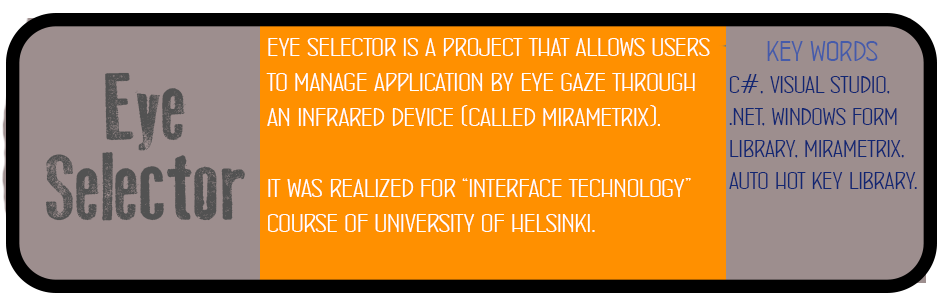 Eye
Selector
EYE SELECTOR IS A PROJECT THAT ALLOWS USERS
TO MANAGE APPLICATION BY EYE GAZE THROUGH
AN INFRARED DEVICE (CALLED MIRAMETRIX).
IT WAS REALIZED FOR “INTERFACE TECHNOLOGY”
COURSE OF UNIVERSITY OF HELSINKI.
KEY WORDS
C#, VISUAL STUDIO,
.NET, WINDOWS FORM
LIBRARY, MIRAMETRIX,
AUTO HOT KEY LIBRARY.